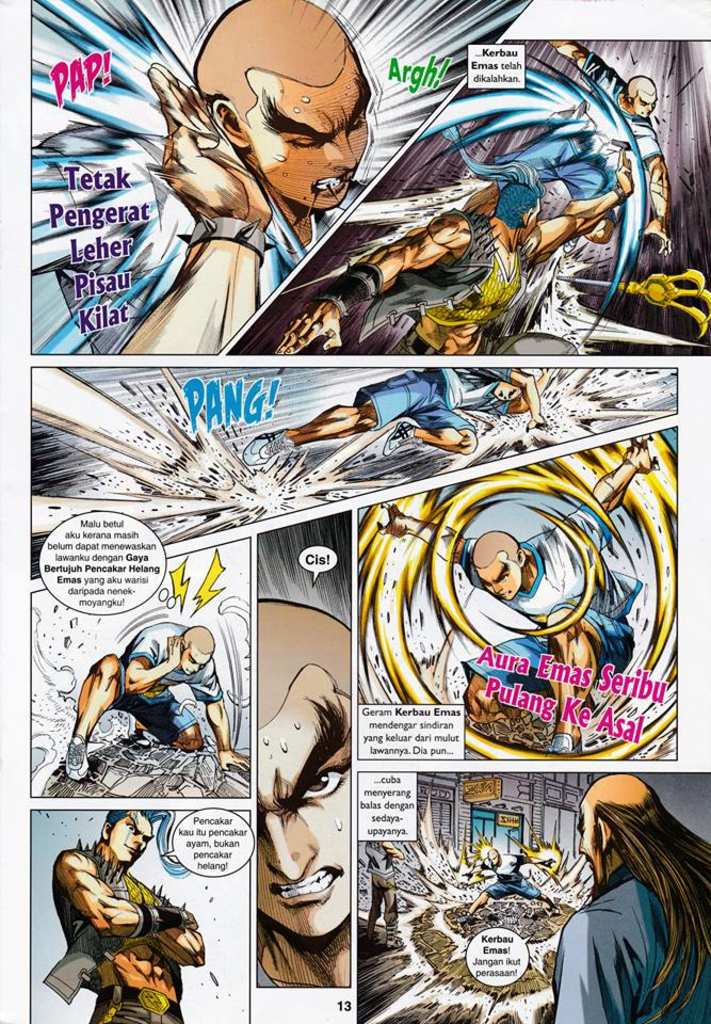 PAP!
Argh!
...Kerbau
Emas telah
dikalahkan.
Tetak
Pengerat
Leher
Pisau
Kilat
PANG!
Malu betul
aku kerana masih
belum dapat menewaskan
lawanku dengan Gaya
Bertujuh Pencakar Helang
Emas yang aku warisi
daripada nenek-
moyangku!
Cis!
Aura Emas Seribu
Pulang Ke Asal
Geram Kerbau Emas
mendengar sindiran
yang keluar dari mulut
lawannya. Dia pun...
Pencakar
kau itu pencakar
ayam, bukan
pencakar
helang!
...cuba
menyerang
balas dengan
sedaya-
upayanya.
Kerbau
Emas!
Jangan ikut
perasaan!
13